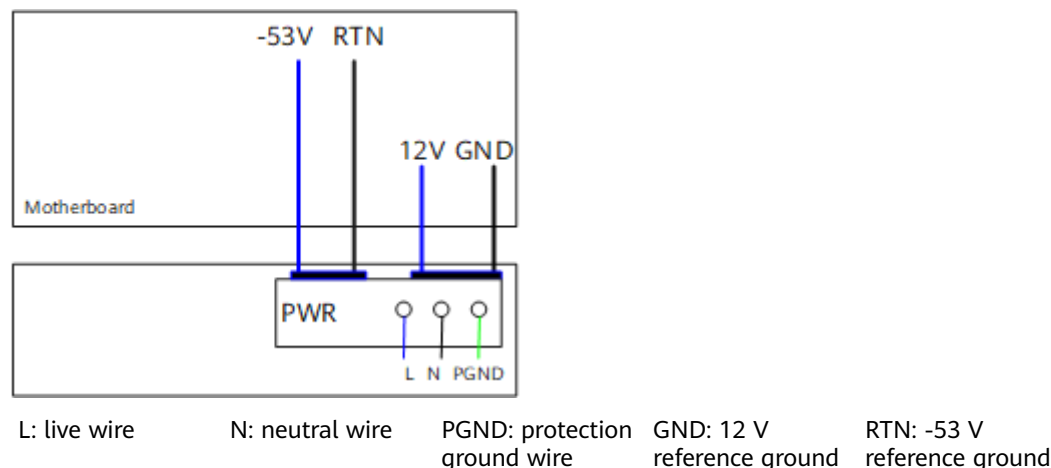 -53V RTN
12V GND
Motherboard
PWR
L N PGND
L: live wire
N: neutral wire
PGND: protection
ground wire
GND: 12 V
reference ground
RTN: -53 V
reference ground